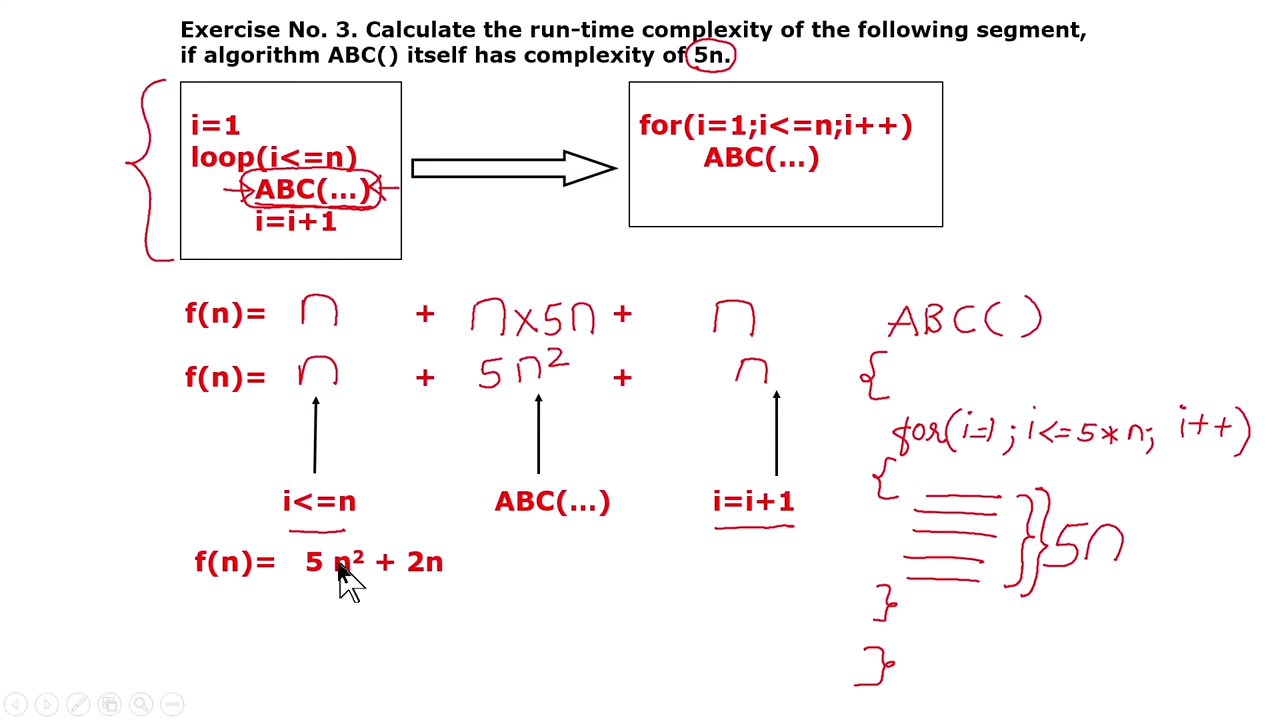 Exercise No. 3. Calculate the run-time complexity of the following segment,
if algorithm ABC() itself has complexity of 5n.
i=1
loop(i<=n)
ABC(...)
i=i+1
for(i=1;i<=n;i++)
ABC(...)
f(n)= n + n×5n + n
f(n)= n + 5n² + n
i<=n ABC(...) i=i+1
f(n)= 5 n² + 2n
ABC()
{
for(i=1; i<=5*n; i++)
{
} } 5n
}
}